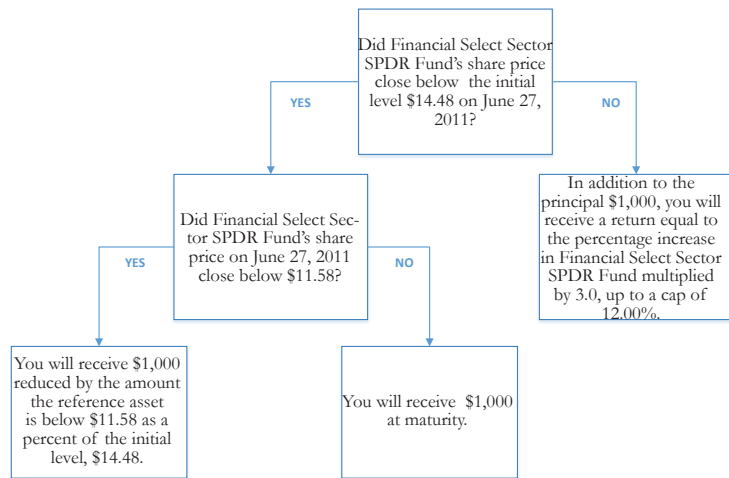 Did Financial Select Sector
SPDR Fund's share price
close below the initial
level $14.48 on June 27,
2011?
YES
NO
Did Financial Select Sec-
tor SPDR Fund's share
price on June 27, 2011
close below $11.58?
In addition to the
principal $1,000, you will
receive a return equal to
the percentage increase
in Financial Select Sector
SPDR Fund multiplied
by 3.0, up to a cap of
12.00%.
YES
NO
You will receive $1,000
reduced by the amount
the reference asset
is below $11.58 as a
percent of the initial
level, $14.48.
You will receive $1,000
at maturity.